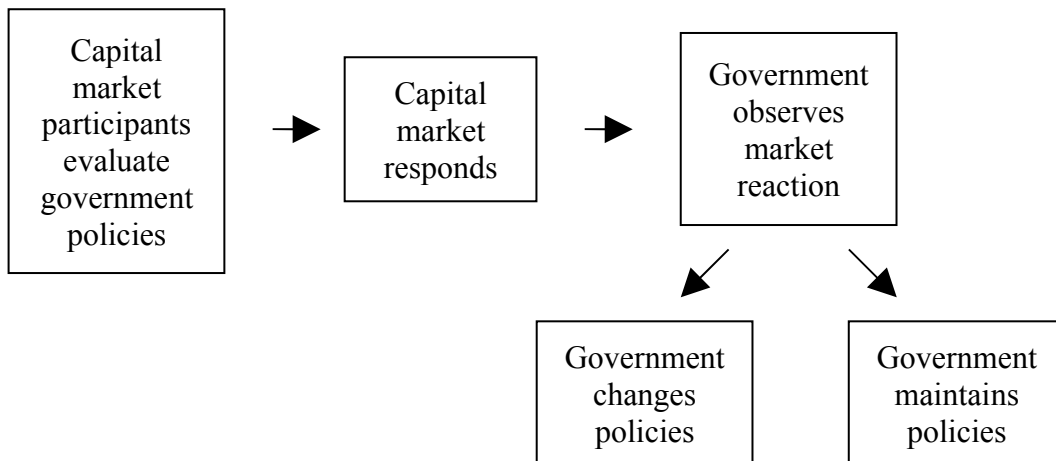 Capital
market
participants
evaluate
government
policies
Capital
market
responds
Government
observes
market
reaction
Government
changes
policies
Government
maintains
policies